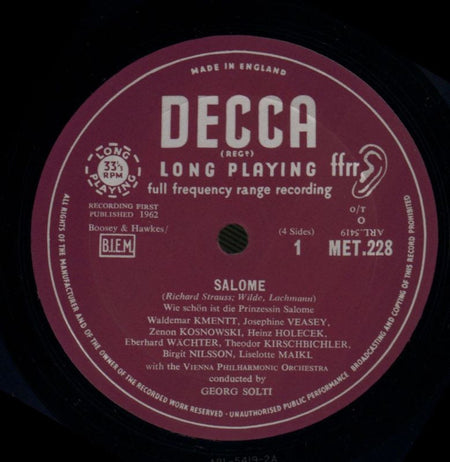 MADE IN ENGLAND
DECCA
(REGD)
LONG PLAYING
33⅓
RPM
LONG PLAYING
ffrr
full frequency range recording
RECORDING FIRST
PUBLISHED 1962
Boosey & Hawkes/
B.I.E.M.
(4 Sides)
1
ARL.5419
O
T/O
MET.228
SALOME
(Richard Strauss; Wilde, Lachmann)
Wie schön ist die Prinzessin Salome
Waldemar KMENTT, Josephine VEASEY,
Zenon KOSNOWSKI, Heinz HOLECEK,
Eberhard WÄCHTER, Theodor KIRSCHBICHLER,
Birgit NILSSON, Liselotte MAIKL
with the VIENNA PHILHARMONIC ORCHESTRA
conducted by
GEORG SOLTI
ALL RIGHTS OF THE MANUFACTURER AND OF THE OWNER OF THE RECORDED WORK RESERVED · UNAUTHORISED PUBLIC PERFORMANCE BROADCASTING AND COPYING OF THIS RECORD PROHIBITED
ARL-5419-2A